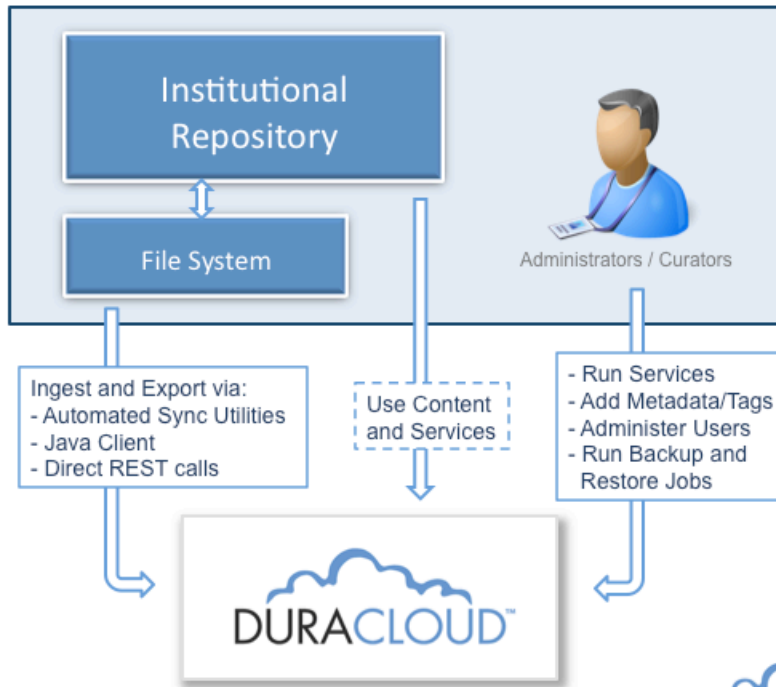 Institutional
Repository
File System
Administrators / Curators
Ingest and Export via:
- Automated Sync Utilities
- Java Client
- Direct REST calls
Use Content
and Services
- Run Services
- Add Metadata/Tags
- Administer Users
- Run Backup and
Restore Jobs
DURACLOUD™